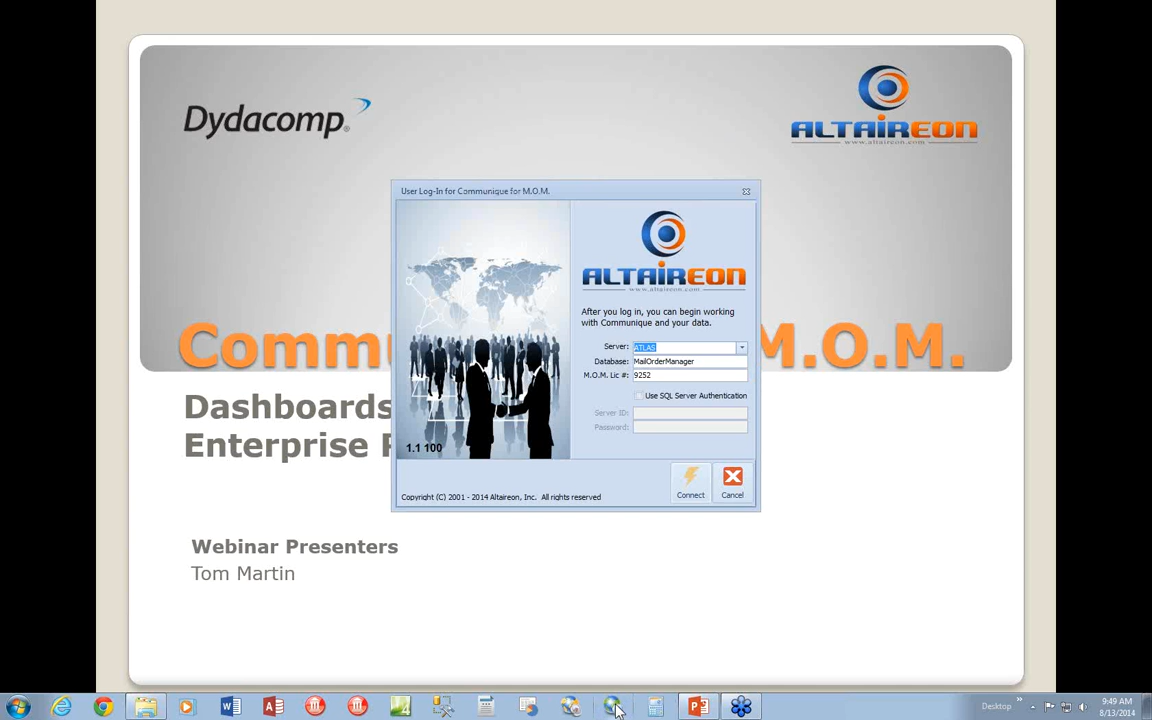 Dydacomp®
ALTAIREON
www.altaireon.com
User Log-In for Communique for M.O.M.
ALTAIREON
www.altaireon.com
After you log in, you can begin working
with Communique and your data.
Server: ATLAS
Database: MailOrderManager
M.O.M. Lic #: 9252
Use SQL Server Authentication
Server ID:
Password:
1.1 100
Copyright (C) 2001 - 2014 Altaireon, Inc. All rights reserved
Connect
Cancel
M.O.M.
Dashboards
Enterprise
Webinar Presenters
Tom Martin
Desktop
9:49 AM
8/13/2014